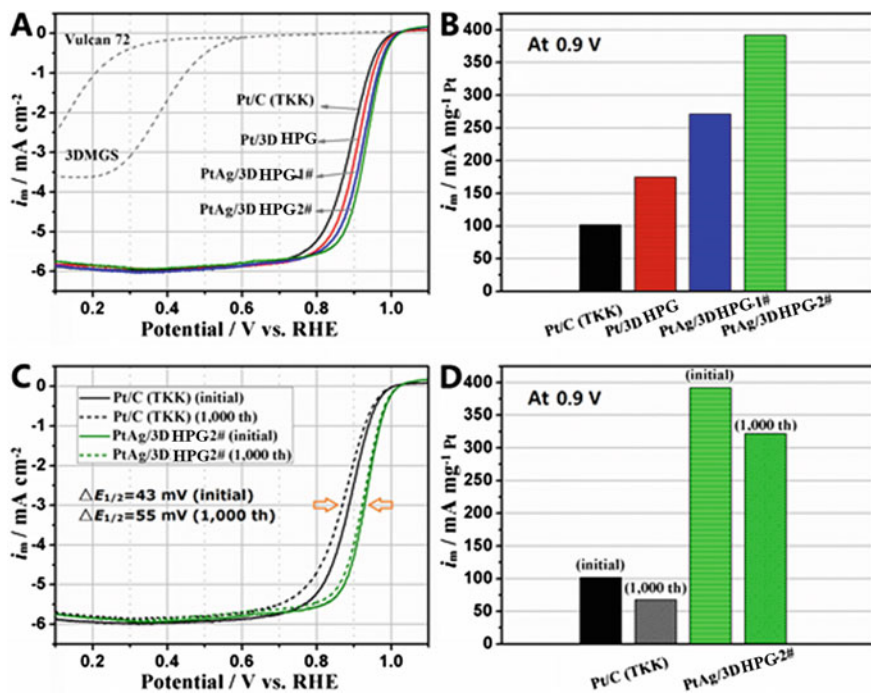 A
Vulcan 72
3DMGS
Pt/C (TKK)
Pt/3D HPG
PtAg/3D HPG-1#
PtAg/3D HPG2#
i_m / mA cm⁻²
0
-1
-2
-3
-4
-5
-6
0.2 0.4 0.6 0.8 1.0
Potential / V vs. RHE
B
At 0.9 V
i_m / mA mg⁻¹ Pt
400
350
300
250
200
150
100
50
0
Pt/C (TKK)
Pt/3D HPG
PtAg/3DHPG-1#
PtAg/3DHPG-2#
C
Pt/C (TKK) (initial)
Pt/C (TKK) (1,000 th)
PtAg/3D HPG2# (initial)
PtAg/3D HPG2# (1,000 th)
△E₁/₂=43 mV (initial)
△E₁/₂=55 mV (1,000 th)
i_m / mA cm⁻²
0
-1
-2
-3
-4
-5
-6
0.2 0.4 0.6 0.8 1.0
Potential / V vs. RHE
D
At 0.9 V
(initial)
(1,000 th)
(initial)
(1,000 th)
i_m / mA mg⁻¹ Pt
400
350
300
250
200
150
100
50
0
Pt/C (TKK)
PtAg/3DHPG-2#